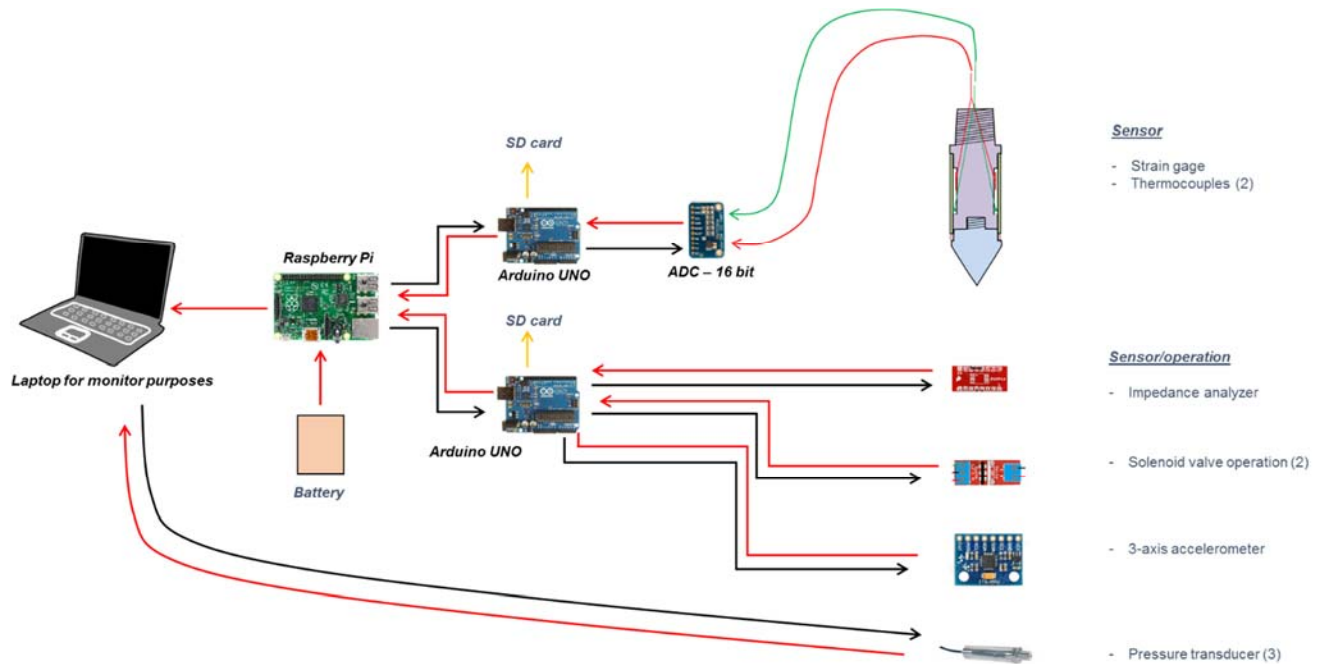 SD card
Sensor
- Strain gage
- Thermocouples (2)
Raspberry Pi
Arduino UNO
ADC – 16 bit
SD card
Laptop for monitor purposes
Sensor/operation
- Impedance analyzer
Arduino UNO
Battery
- Solenoid valve operation (2)
- 3-axis accelerometer
- Pressure transducer (3)